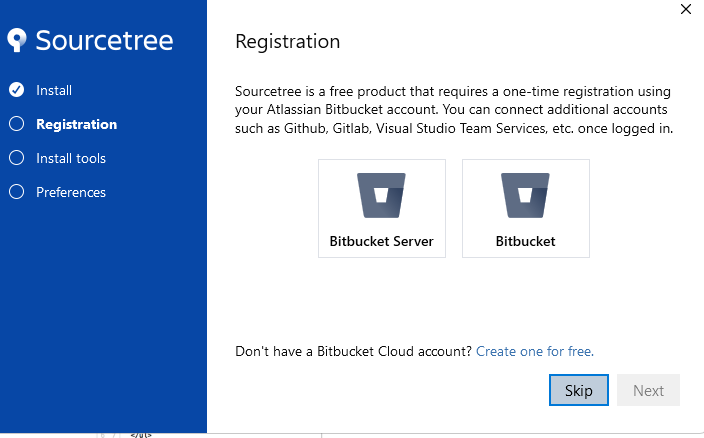 Sourcetree
Install
Registration
Install tools
Preferences
Registration
Sourcetree is a free product that requires a one-time registration using
your Atlassian Bitbucket account. You can connect additional accounts
such as Github, Gitlab, Visual Studio Team Services, etc. once logged in.
Bitbucket Server
Bitbucket
Don't have a Bitbucket Cloud account? Create one for free.
Skip
Next